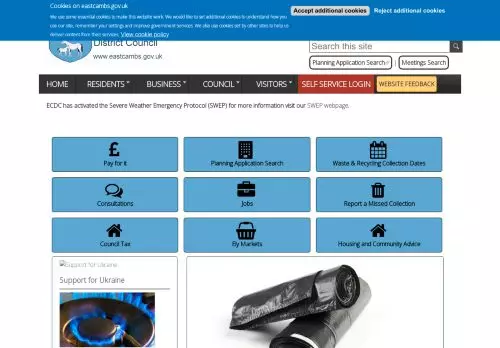 Cookies on eastcambs.gov.uk
We use some essential cookies to make this website work. We would like to set additional cookies to understand how you
use our site, remember your settings and improve government services. We also use cookies set by other sites to help us
deliver content from their services. View cookie policy
Accept additional cookies
Reject additional cookies
District Council
www.eastcambs.gov.uk
Search this site
Planning Application Search | Meetings Search
HOME RESIDENTS BUSINESS COUNCIL VISITORS SELF SERVICE LOGIN WEBSITE FEEDBACK
ECDC has activated the Severe Weather Emergency Protocol (SWEP) for more information visit our SWEP webpage.
Pay for it
Planning Application Search
Waste & Recycling Collection Dates
Consultations
Jobs
Report a Missed Collection
Council Tax
Ely Markets
Housing and Community Advice
Support for Ukraine
Support for Ukraine